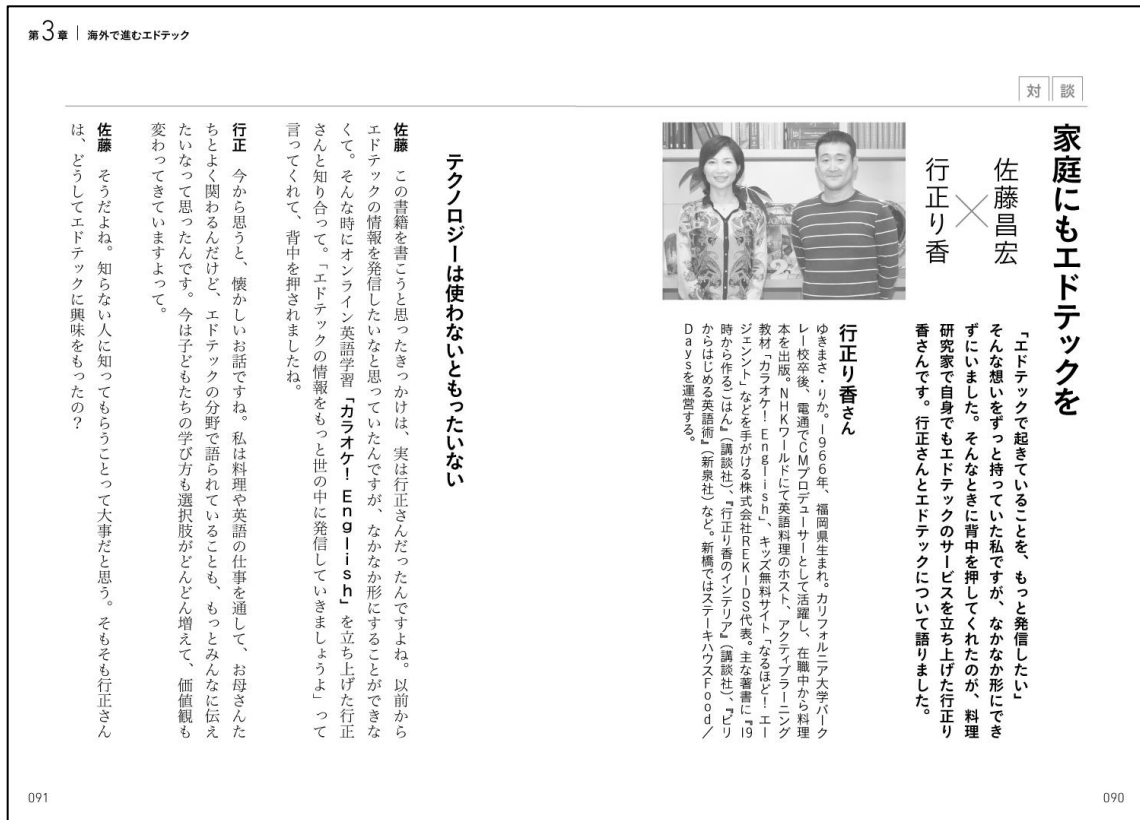 第3章 海外で進むエドテック
対談
家庭にもエドテックを
佐藤昌宏
×
行正り香
「エドテックで起きていることを、もっと発信したい」
そんな想いをずっと持っていた私ですが、なかなか形にでき
ずにいました。そんなときに背中を押してくれたのが、料理
研究家で自身でもエドテックのサービスを立ち上げた行正り
香さんです。行正さんとエドテックについて語りました。
行正り香さん
ゆきまさ・りか。1966年、福岡県生まれ。カリフォルニア大学バーク
レー校卒後、電通でCMプロデューサーとして活躍し、在職中から料理
本を出版。NHKワールドにて英語料理のホスト、アクティブラーニング
教材「カラオケ！English」、キッズ無料サイト「なるほど！エー
ジェント」などを手がける株式会社REKIDS代表。主な著書に『19
時から作るごはん』（講談社）、『行正り香のインテリア』（講談社）、『ビリ
からはじめる英語術』（新泉社）など。新橋ではステーキハウスFood／
Daysを運営する。
テクノロジーは使わないともったいない
佐藤　この書籍を書こうと思ったきっかけは、実は行正さんだったんですよね。以前から
エドテックの情報を発信したいなと思っていたんですが、なかなか形にすることができな
くて。そんな時にオンライン英語学習「カラオケ！English」を立ち上げた行正
さんと知り合って。「エドテックの情報をもっと世の中に発信していきましょうよ」って
言ってくれて、背中を押されましたね。
行正　今から思うと、懐かしいお話ですね。私は料理や英語の仕事を通して、お母さんた
ちとよく関わるんだけど、エドテックの分野で語られていることも、もっとみんなに伝え
たいなって思ったんです。今は子どもたちの学び方も選択肢がどんどん増えて、価値観も
変わってきていますよって。
佐藤　そうだよね。知らない人に知ってもらうことって大事だと思う。そもそも行正さん
は、どうしてエドテックに興味をもったの？
090
091